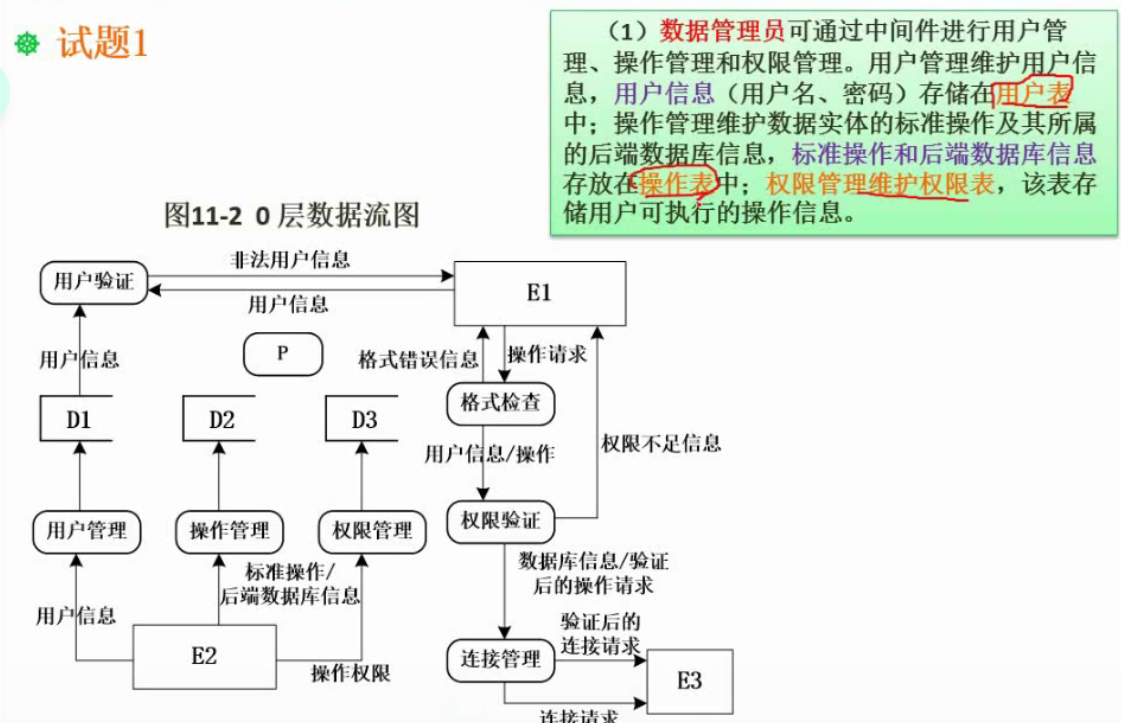 试题1
（1）数据管理员可通过中间件进行用户管
理、操作管理和权限管理。用户管理维护用户信
息，用户信息（用户名、密码）存储在用户表
中；操作管理维护数据实体的标准操作及其所属
的后端数据库信息，标准操作和后端数据库信息
存放在操作表中；权限管理维护权限表，该表存
储用户可执行的操作信息。
图11-2 0 层数据流图
非法用户信息
用户验证
E1
用户信息
P
用户信息
格式错误信息
操作请求
D1
D2
D3
格式检查
用户信息/操作
权限不足信息
用户管理
操作管理
权限管理
权限验证
标准操作/
后端数据库信息
数据库信息/验证
后的操作请求
用户信息
E2
操作权限
验证后的
连接请求
连接管理
E3
连接请求